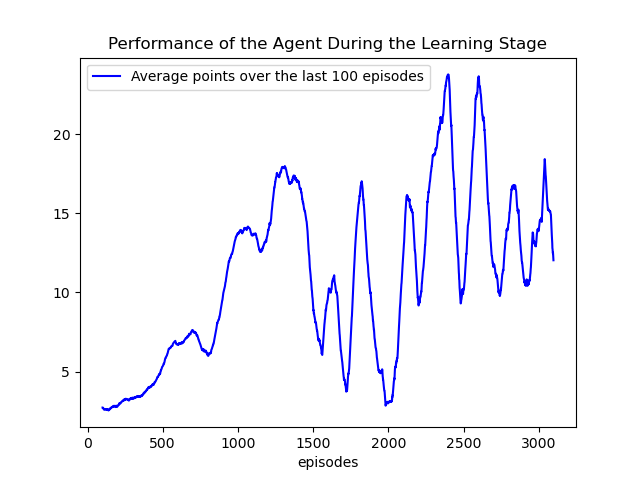 Performance of the Agent During the Learning Stage
Average points over the last 100 episodes
20
15
10
5
0 500 1000 1500 2000 2500 3000
episodes